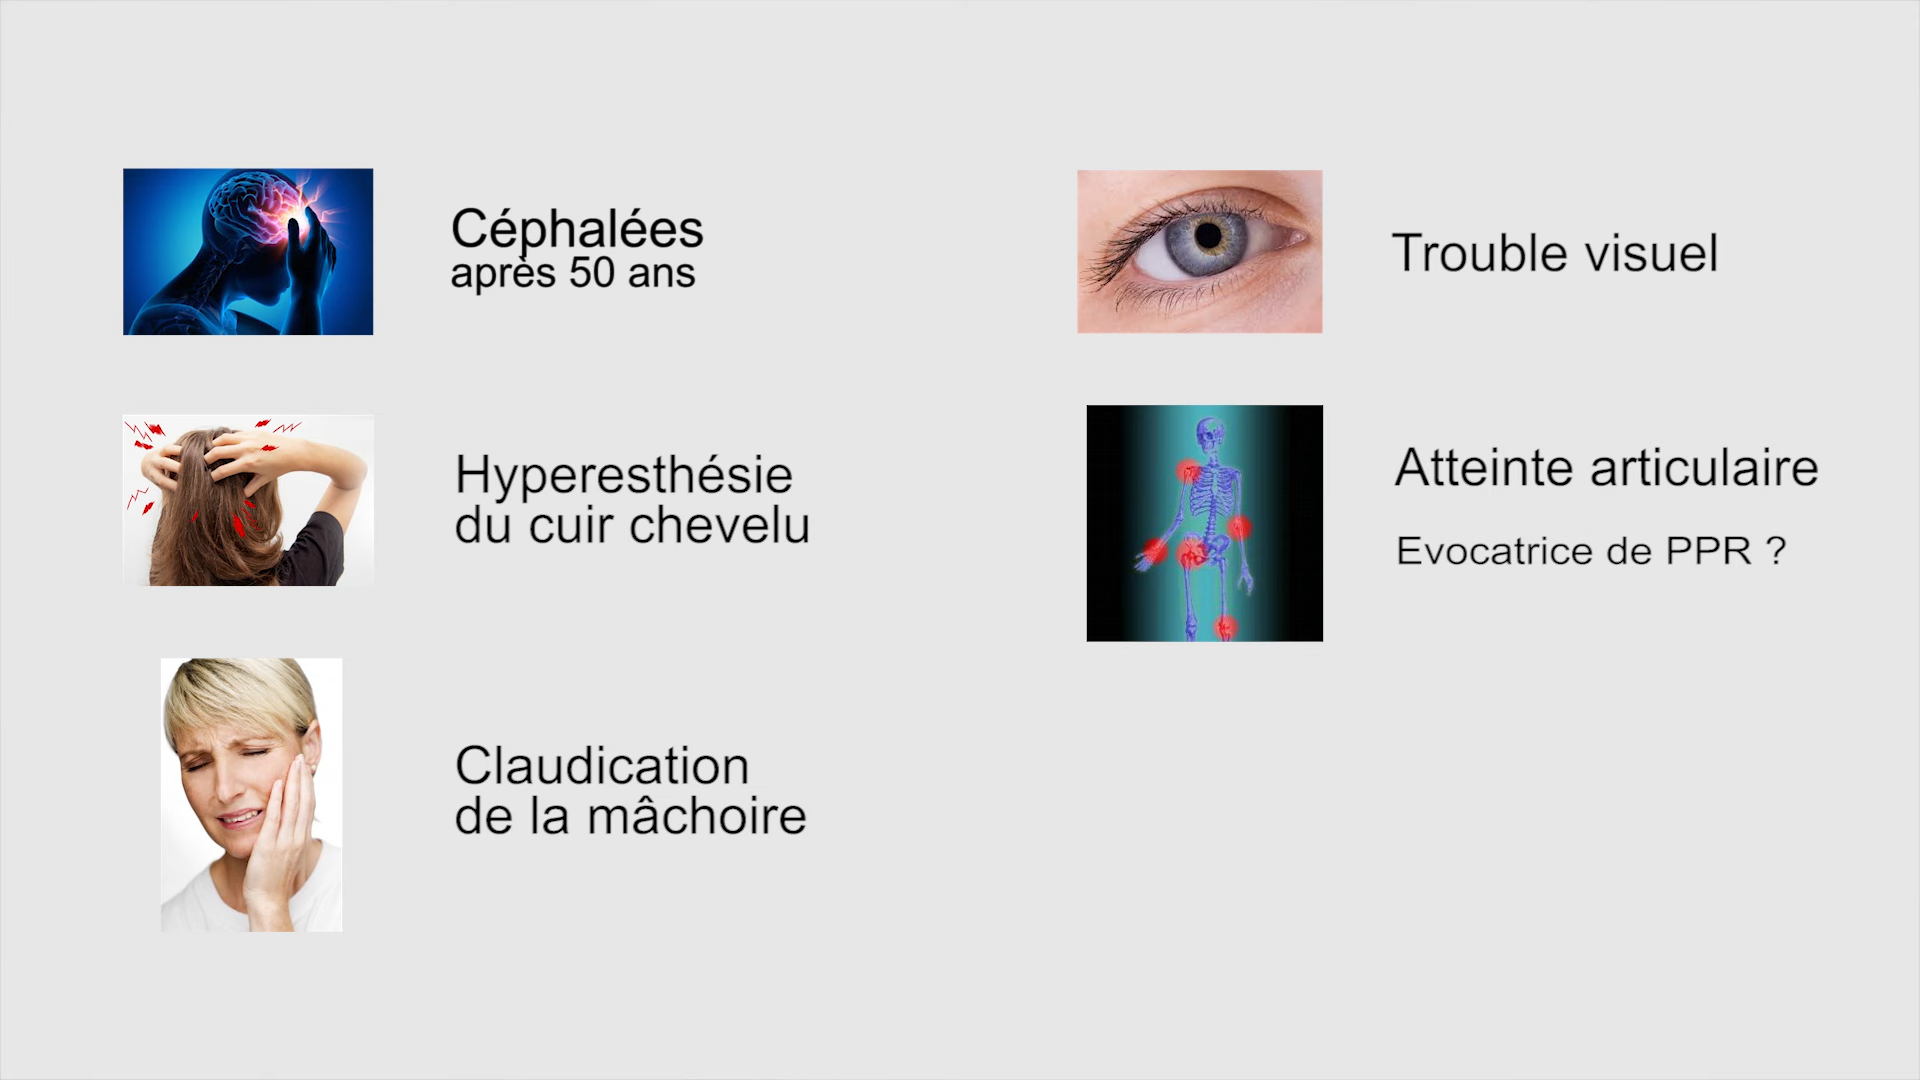 Céphalées
après 50 ans
Hyperesthésie
du cuir chevelu
Claudication
de la mâchoire
Trouble visuel
Atteinte articulaire
Evocatrice de PPR ?